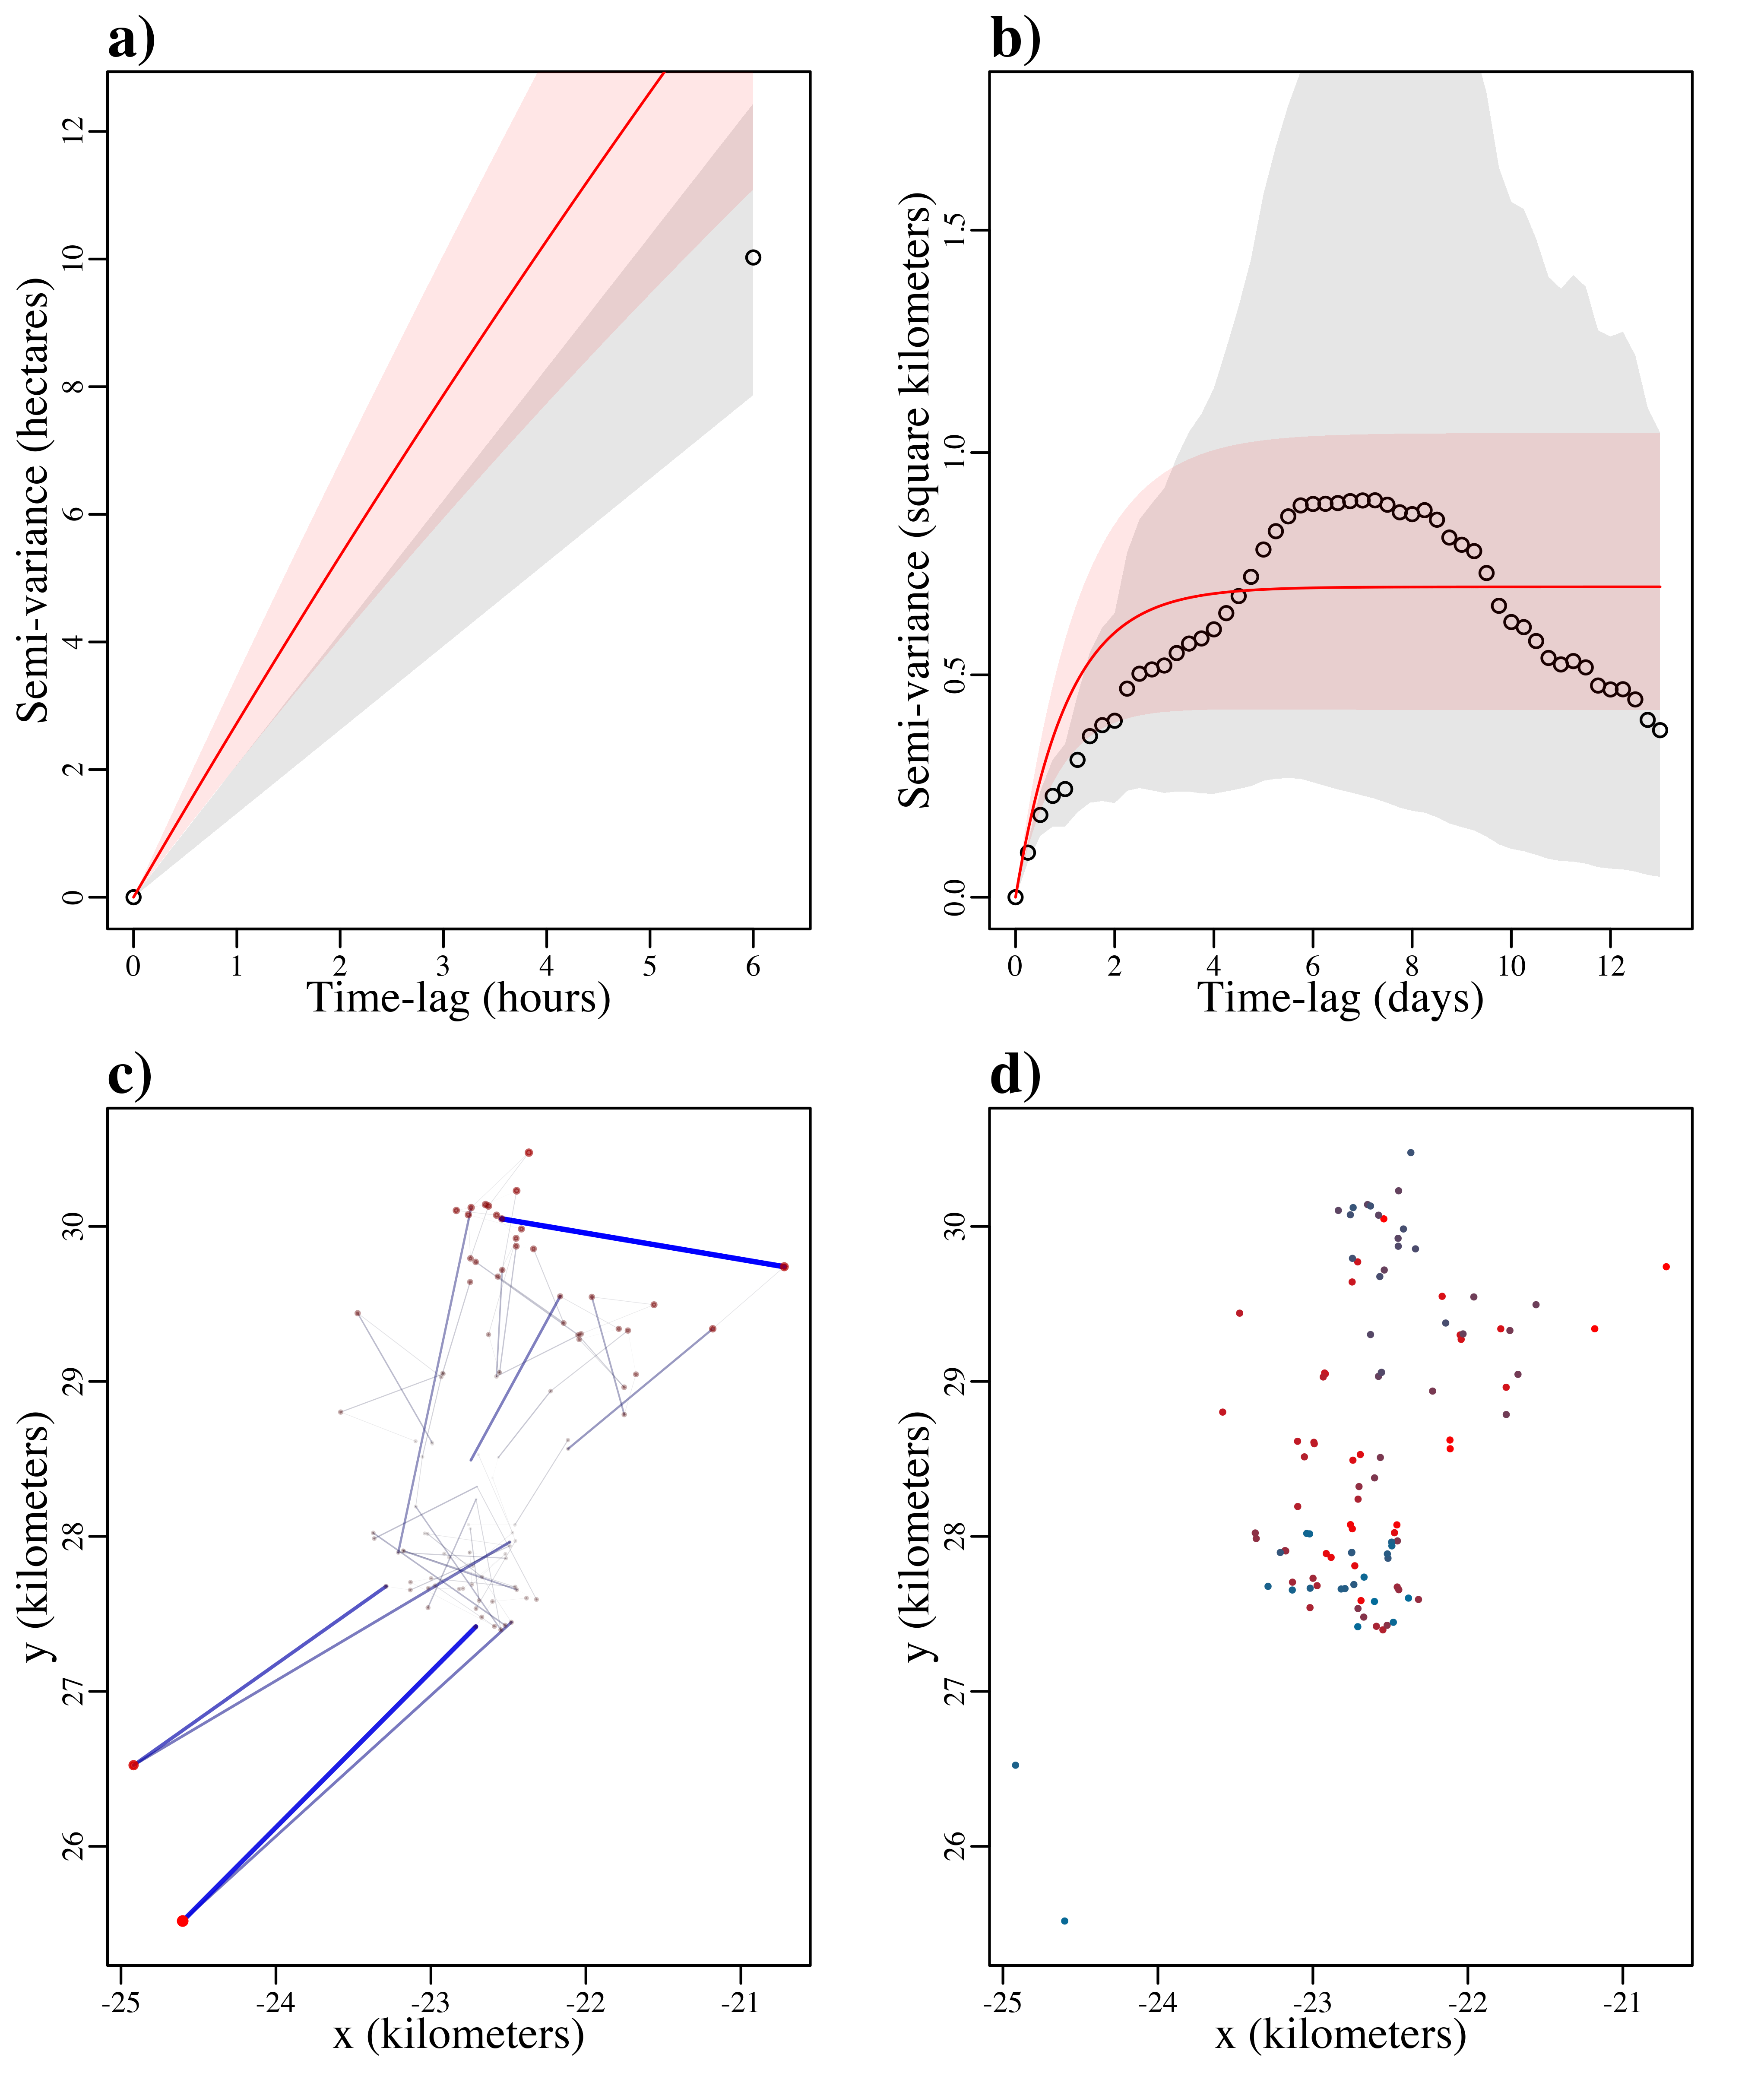 a)
Semi-variance (hectares)
0 2 4 6 8 10 12
0 1 2 3 4 5 6
Time-lag (hours)
b)
Semi-variance (square kilometers)
0.0 0.5 1.0 1.5
0 2 4 6 8 10 12
Time-lag (days)
c)
y (kilometers)
26 27 28 29 30
-25 -24 -23 -22 -21
x (kilometers)
d)
y (kilometers)
26 27 28 29 30
-25 -24 -23 -22 -21
x (kilometers)